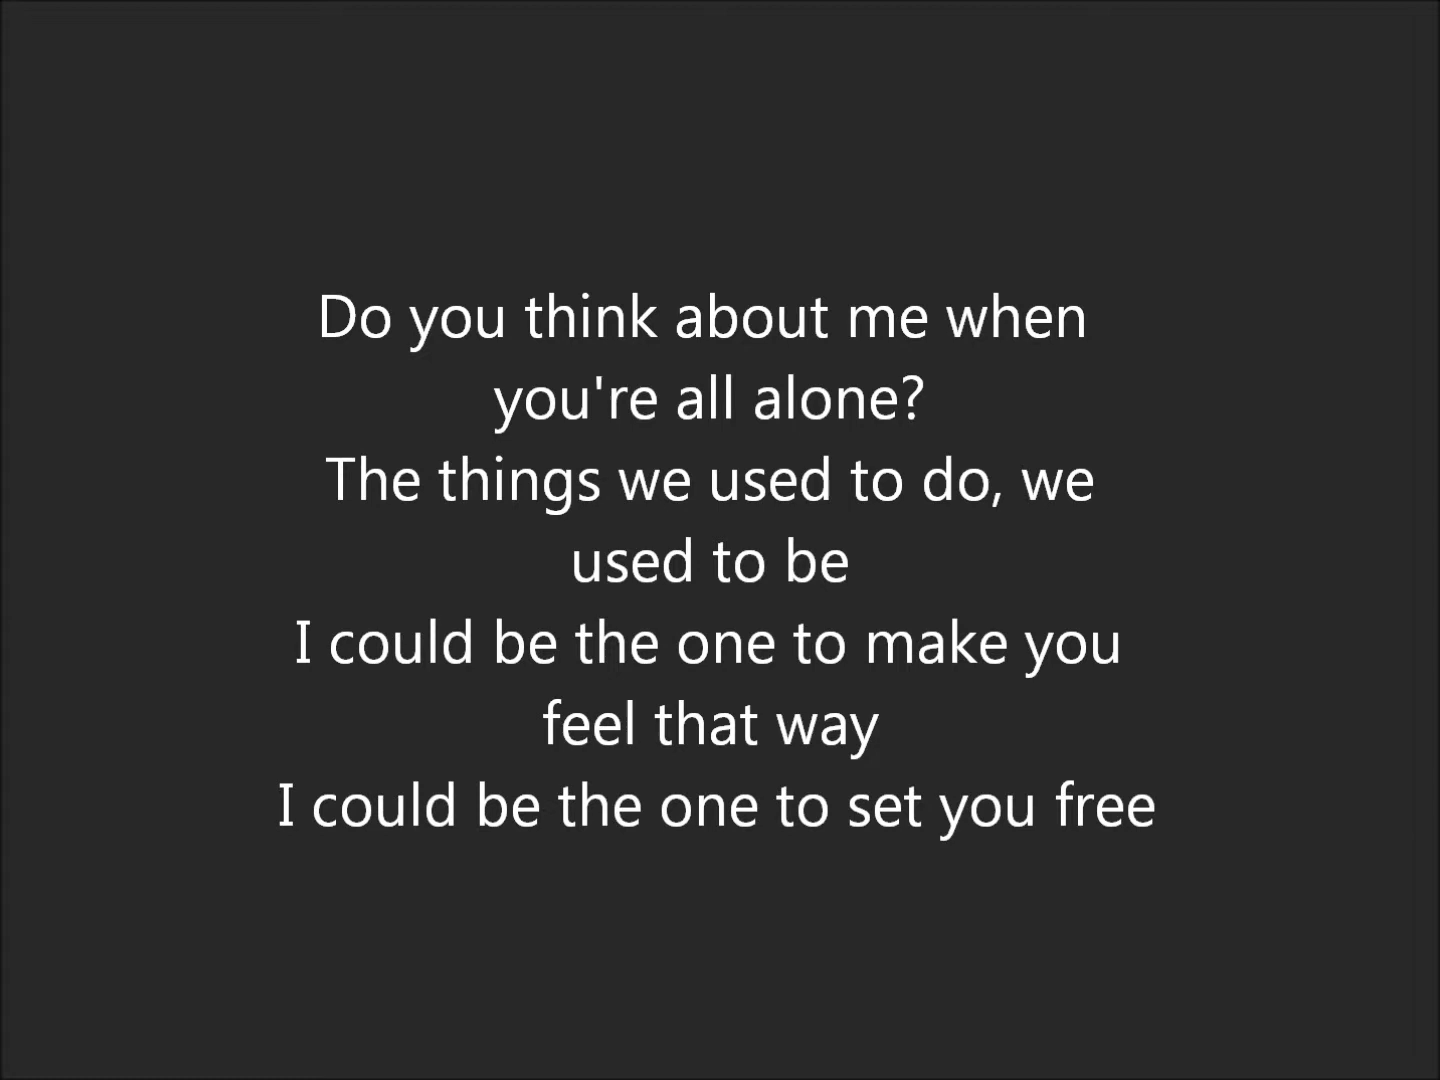 Do you think about me when
you're all alone?
The things we used to do, we
used to be
I could be the one to make you
feel that way
I could be the one to set you free